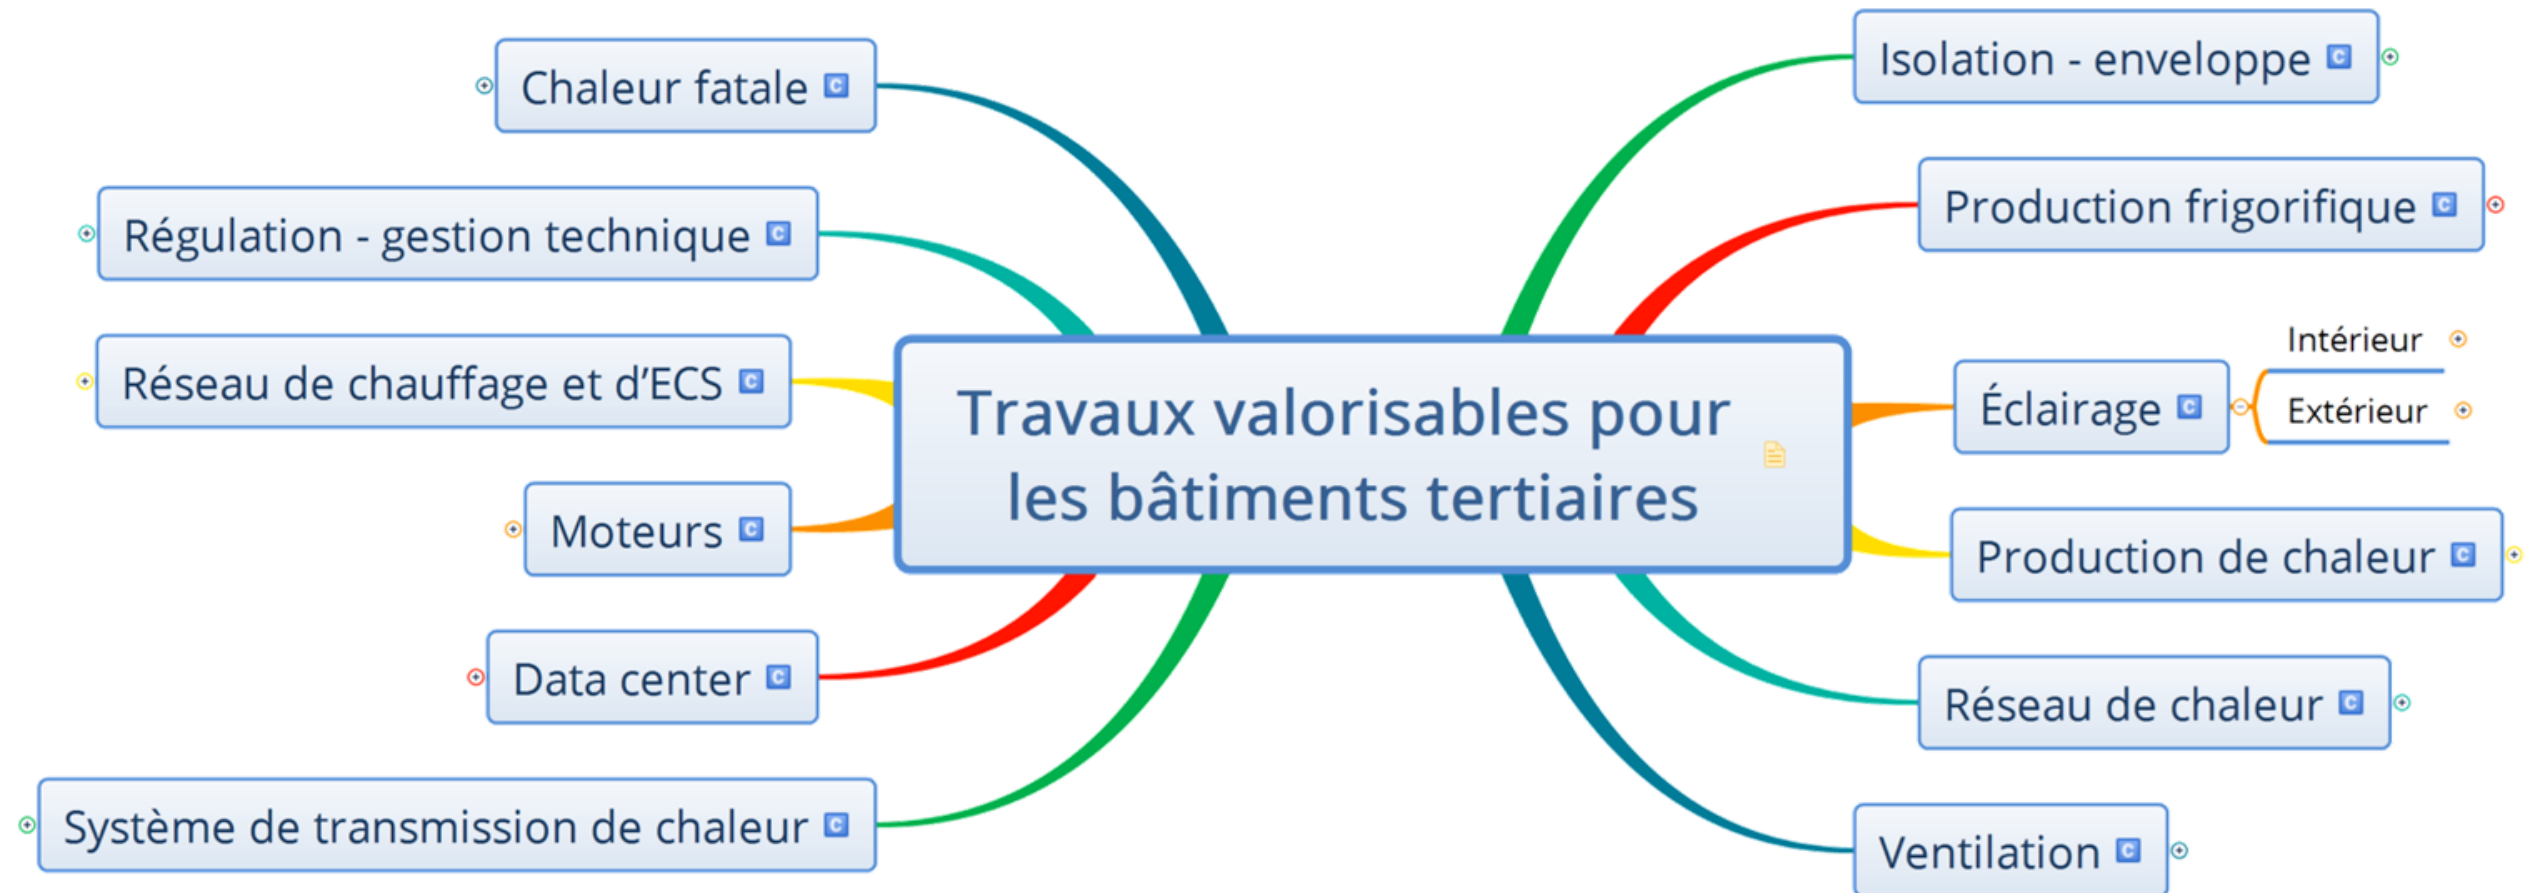 Chaleur fatale C
Régulation - gestion technique C
Réseau de chauffage et d’ECS C
Moteurs C
Data center C
Système de transmission de chaleur C
Travaux valorisables pour
les bâtiments tertiaires
Isolation - enveloppe C
Production frigorifique C
Éclairage C
Intérieur
Extérieur
Production de chaleur C
Réseau de chaleur C
Ventilation C